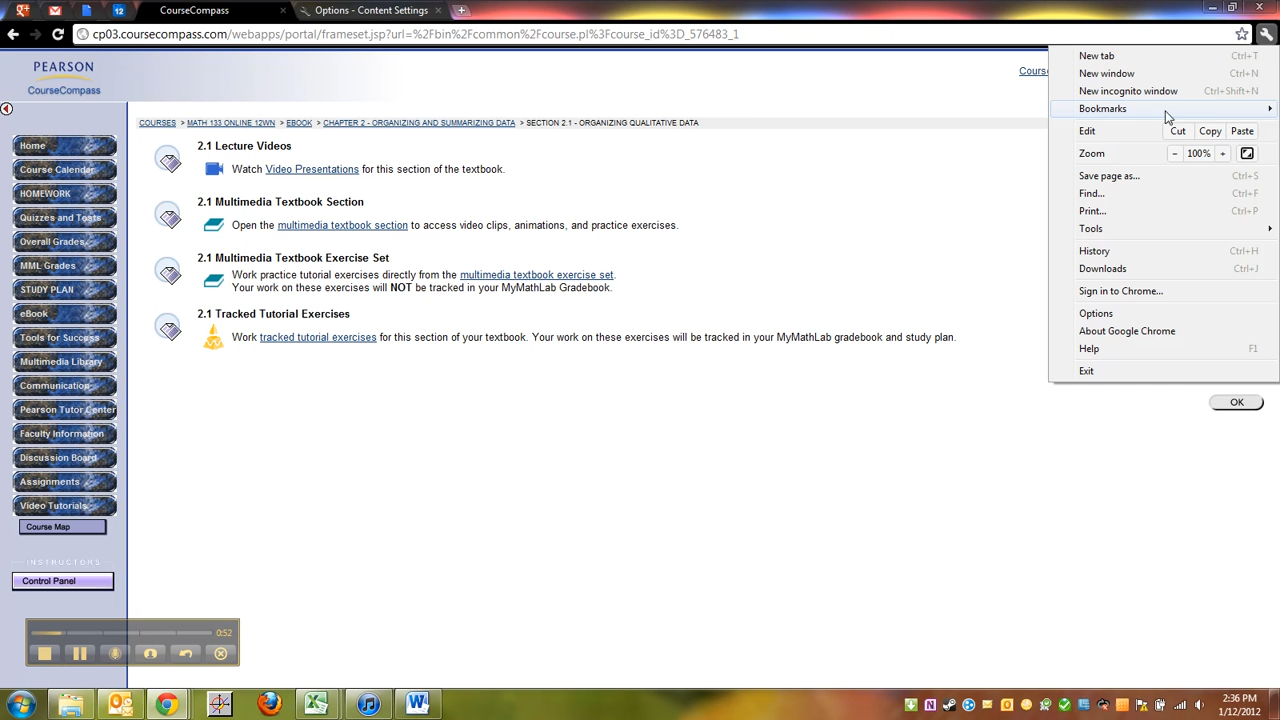 CourseCompass
Options - Content Settings
cp03.coursecompass.com/webapps/portal/frameset.jsp?url=%2Fbin%2Fcommon%2Fcourse.pl%3Fcourse_id%3D_576483_1
PEARSON
CourseCompass
Cours
COURSES > MATH 133 ONLINE 12WN > EBOOK > CHAPTER 2 - ORGANIZING AND SUMMARIZING DATA > SECTION 2.1 - ORGANIZING QUALITATIVE DATA
Home
Course Calendar
HOMEWORK
Quizzes and Tests
Overall Grades
MML Grades
STUDY PLAN
eBook
Tools for Success
Multimedia Library
Communication
Pearson Tutor Center
Faculty Information
Discussion Board
Assignments
Video Tutorials
Course Map
INSTRUCTORS
Control Panel
2.1 Lecture Videos
Watch Video Presentations for this section of the textbook.
2.1 Multimedia Textbook Section
Open the multimedia textbook section to access video clips, animations, and practice exercises.
2.1 Multimedia Textbook Exercise Set
Work practice tutorial exercises directly from the multimedia textbook exercise set.
Your work on these exercises will NOT be tracked in your MyMathLab Gradebook.
2.1 Tracked Tutorial Exercises
Work tracked tutorial exercises for this section of your textbook. Your work on these exercises will be tracked in your MyMathLab gradebook and study plan.
New tab Ctrl+T
New window Ctrl+N
New incognito window Ctrl+Shift+N
Bookmarks
Edit Cut Copy Paste
Zoom − 100% +
Save page as... Ctrl+S
Find... Ctrl+F
Print... Ctrl+P
Tools
History Ctrl+H
Downloads Ctrl+J
Sign in to Chrome...
Options
About Google Chrome
Help F1
Exit
OK
0:52
2:36 PM
1/12/2012